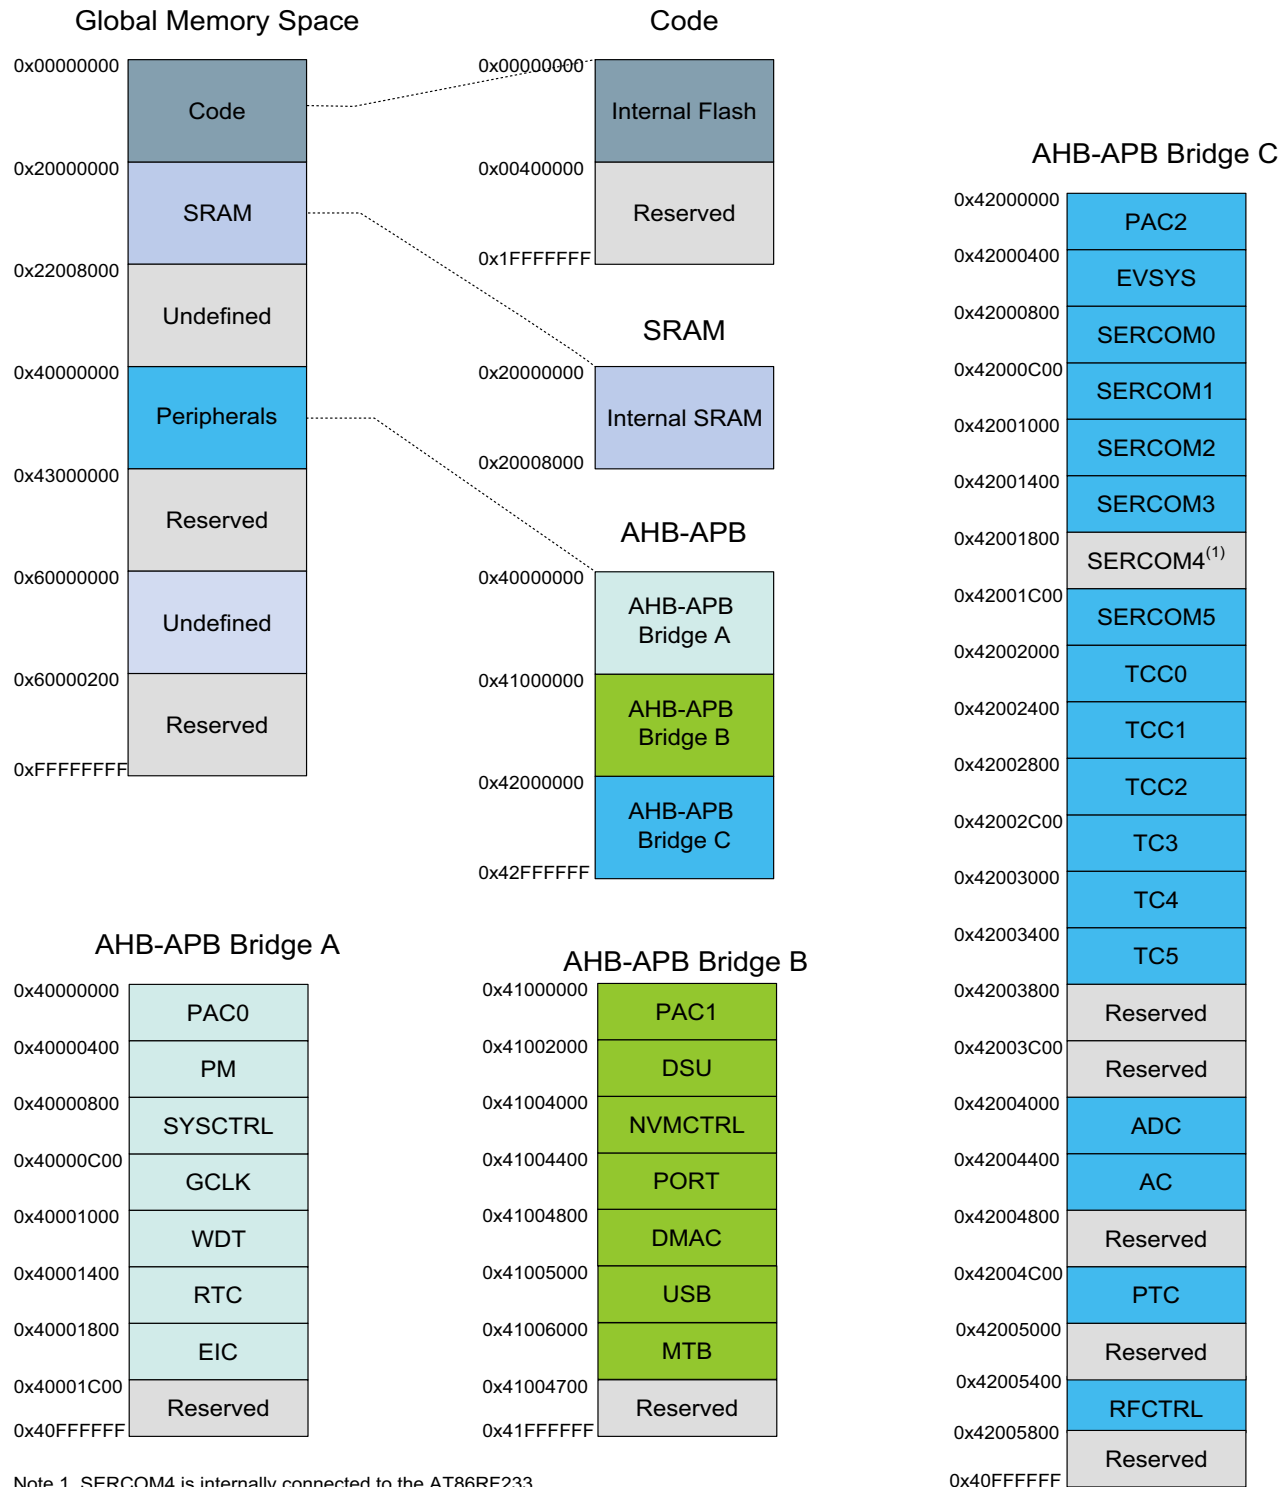 Global Memory Space
0x00000000
Code
0x20000000
SRAM
0x22008000
Undefined
0x40000000
Peripherals
0x43000000
Reserved
0x60000000
Undefined
0x60000200
Reserved
0xFFFFFFFF
Code
0x00000000
Internal Flash
0x00400000
Reserved
0x1FFFFFFF
SRAM
0x20000000
Internal SRAM
0x20008000
AHB-APB
0x40000000
AHB-APB
Bridge A
0x41000000
AHB-APB
Bridge B
0x42000000
AHB-APB
Bridge C
0x42FFFFFF
AHB-APB Bridge A
0x40000000
PAC0
0x40000400
PM
0x40000800
SYSCTRL
0x40000C00
GCLK
0x40001000
WDT
0x40001400
RTC
0x40001800
EIC
0x40001C00
Reserved
0x40FFFFFF
AHB-APB Bridge B
0x41000000
PAC1
0x41002000
DSU
0x41004000
NVMCTRL
0x41004400
PORT
0x41004800
DMAC
0x41005000
USB
0x41006000
MTB
0x41004700
Reserved
0x41FFFFFF
AHB-APB Bridge C
0x42000000
PAC2
0x42000400
EVSYS
0x42000800
SERCOM0
0x42000C00
SERCOM1
0x42001000
SERCOM2
0x42001400
SERCOM3
0x42001800
SERCOM4(1)
0x42001C00
SERCOM5
0x42002000
TCC0
0x42002400
TCC1
0x42002800
TCC2
0x42002C00
TC3
0x42003000
TC4
0x42003400
TC5
0x42003800
Reserved
0x42003C00
Reserved
0x42004000
ADC
0x42004400
AC
0x42004800
Reserved
0x42004C00
PTC
0x42005000
Reserved
0x42005400
RFCTRL
0x42005800
Reserved
0x40FFFFFF
Note 1. SERCOM4 is internally connected to the AT86RF233